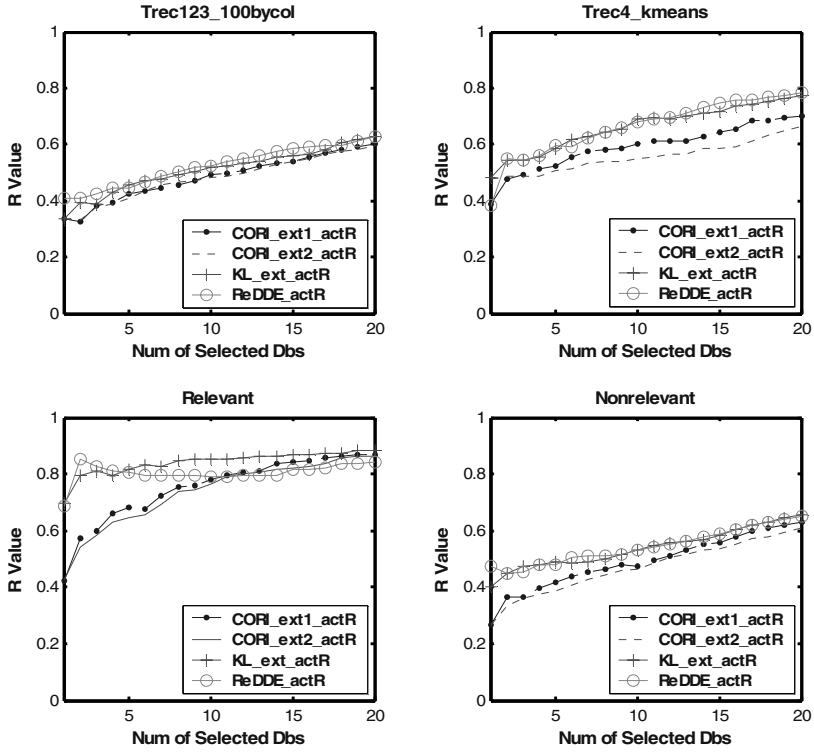 Trec123_100bycol
1
0.8
0.6
0.4
0.2
0
R Value
5
10
15
20
Num of Selected Dbs
CORI_ext1_actR
CORI_ext2_actR
KL_ext_actR
ReDDE_actR
Trec4_kmeans
1
0.8
0.6
0.4
0.2
0
R Value
5
10
15
20
Num of Selected Dbs
CORI_ext1_actR
CORI_ext2_actR
KL_ext_actR
ReDDE_actR
Relevant
1
0.8
0.6
0.4
0.2
0
R Value
5
10
15
20
Num of Selected Dbs
CORI_ext1_actR
CORI_ext2_actR
KL_ext_actR
ReDDE_actR
Nonrelevant
1
0.8
0.6
0.4
0.2
0
R Value
5
10
15
20
Num of Selected Dbs
CORI_ext1_actR
CORI_ext2_actR
KL_ext_actR
ReDDE_actR